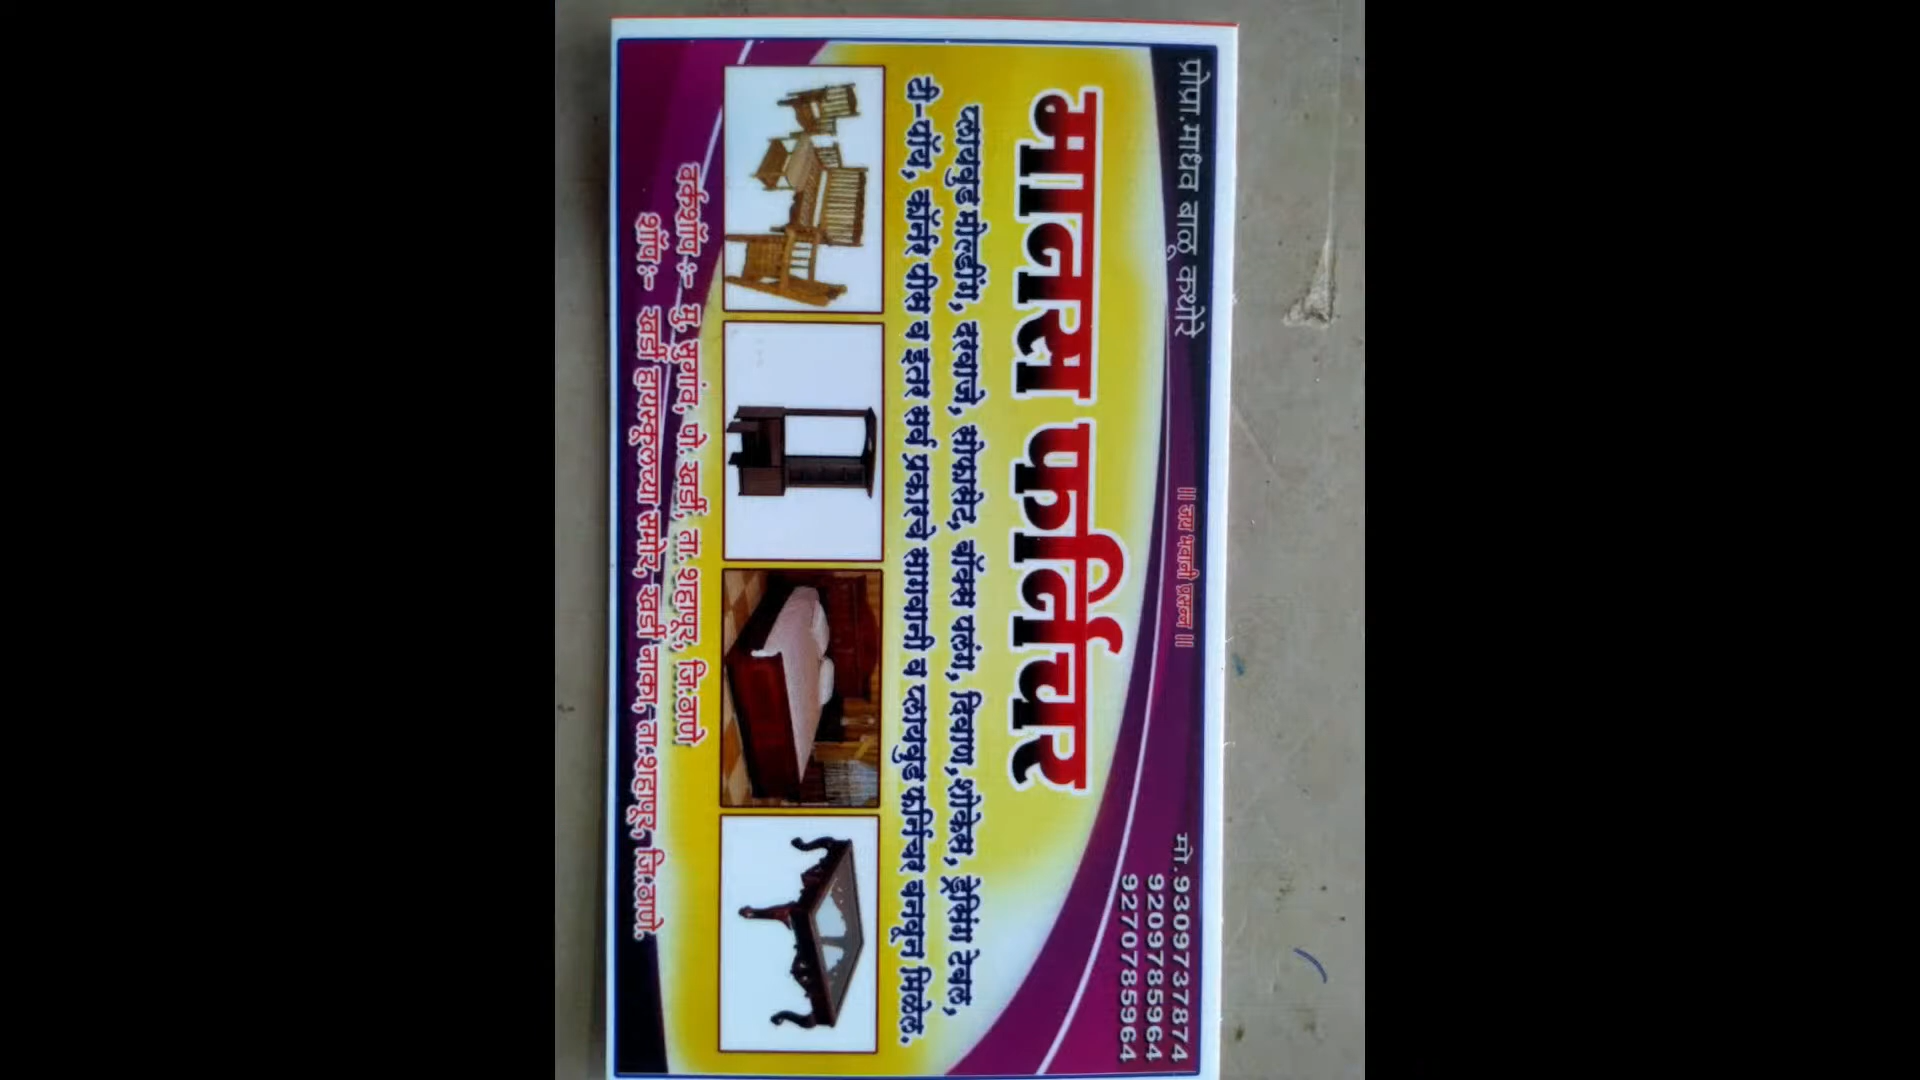 ।। जय भवानी प्रसन्न ।।
प्रोप्रा.माधव बाळु कथोरे
मो.9309737874
9209785964
9270785964
मानस फर्निचर
प्लायवुड मोल्डींग, दरवाजे, सोफासेट, बॉक्स पलंग, दिवाण,शोकेस, ड्रेसिंग टेबल,
टी-पॉय, कॉर्नर पीस व इतर सर्व प्रकारचे सागवानी व प्लायवुड फर्निचर बनवून मिळेल.
वर्कशॉप :- मु. सुगांव, पो. खर्डी, ता. शहापूर, जि.ठाणे
शॉप:- खर्डी हायस्कूलच्या समोर, खर्डी नाका, ता.शहापूर, जि.ठाणे.